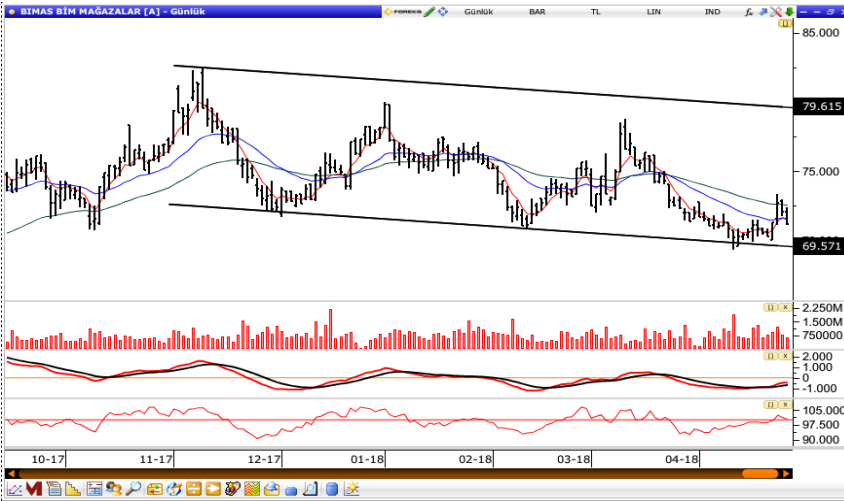 BIMAS BİM MAĞAZALAR [A] - Günlük
FOREKS Günlük BAR TL LIN IND
85.000
79.615
75.000
69.571
2.250M
1.500M
750000
2.000
1.000
0
-1.000
105.000
97.500
90.000
10-17 11-17 12-17 01-18 02-18 03-18 04-18